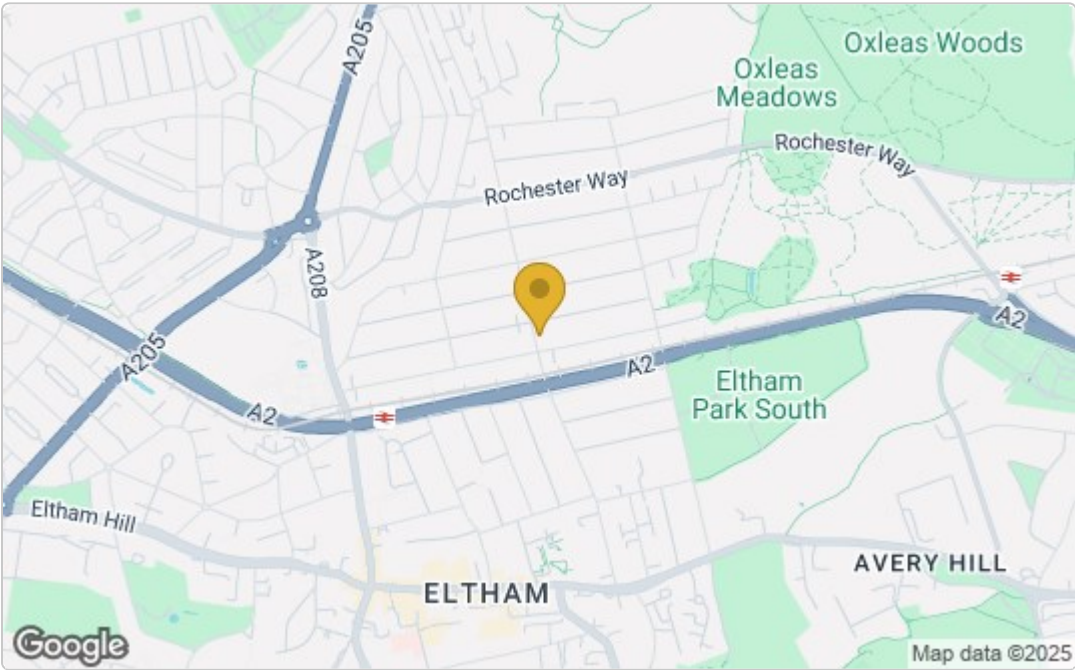 A205
Oxleas Woods
Oxleas
Meadows
Rochester Way
Rochester Way
A208
A205
A2
A2
A2
Eltham
Park South
Eltham Hill
ELTHAM
AVERY HILL
Google
Map data ©2025